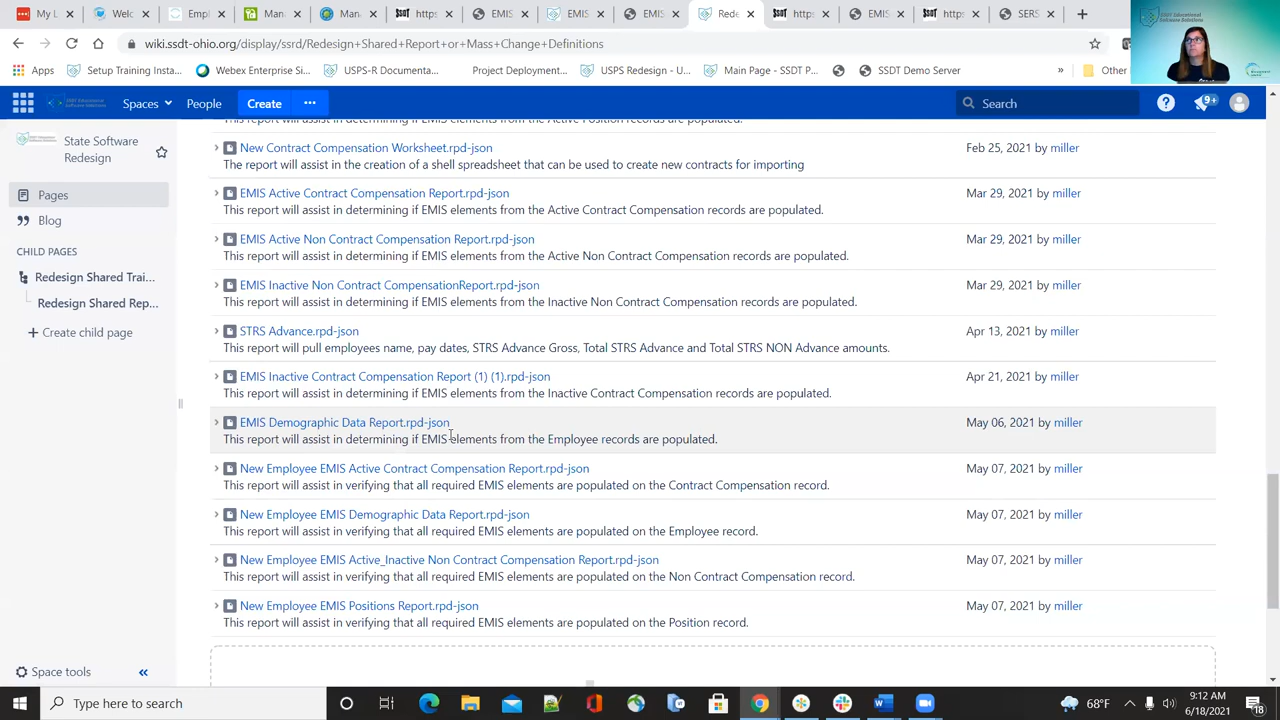 My L
Welc
Empl
Man
Man
https
EMIS
EMIS
EMIS
Rede
https
EMIS
https
SERS
wiki.ssdt-ohio.org/display/ssrd/Redesign+Shared+Report+or+Mass+Change+Definitions
Apps
Setup Training Insta...
Webex Enterprise Si...
USPS-R Documenta...
Project Deployment...
USPS Redesign - U...
Main Page - SSDT P...
SSDT Demo Server
»
Other
Spaces
People
Create
Search
9+
State Software
Redesign
Pages
Blog
CHILD PAGES
Redesign Shared Trai...
Redesign Shared Rep...
+ Create child page
Space tools
This report will assist in determining if EMIS elements from the Active Position records are populated.
New Contract Compensation Worksheet.rpd-json Feb 25, 2021 by miller
The report will assist in the creation of a shell spreadsheet that can be used to create new contracts for importing
EMIS Active Contract Compensation Report.rpd-json Mar 29, 2021 by miller
This report will assist in determining if EMIS elements from the Active Contract Compensation records are populated.
EMIS Active Non Contract Compensation Report.rpd-json Mar 29, 2021 by miller
This report will assist in determining if EMIS elements from the Active Non Contract Compensation records are populated.
EMIS Inactive Non Contract CompensationReport.rpd-json Mar 29, 2021 by miller
This report will assist in determining if EMIS elements from the Inactive Non Contract Compensation records are populated.
STRS Advance.rpd-json Apr 13, 2021 by miller
This report will pull employees name, pay dates, STRS Advance Gross, Total STRS Advance and Total STRS NON Advance amounts.
EMIS Inactive Contract Compensation Report (1) (1).rpd-json Apr 21, 2021 by miller
This report will assist in determining if EMIS elements from the Inactive Contract Compensation records are populated.
EMIS Demographic Data Report.rpd-json May 06, 2021 by miller
This report will assist in determining if EMIS elements from the Employee records are populated.
New Employee EMIS Active Contract Compensation Report.rpd-json May 07, 2021 by miller
This report will assist in verifying that all required EMIS elements are populated on the Contract Compensation record.
New Employee EMIS Demographic Data Report.rpd-json May 07, 2021 by miller
This report will assist in verifying that all required EMIS elements are populated on the Employee record.
New Employee EMIS Active_Inactive Non Contract Compensation Report.rpd-json May 07, 2021 by miller
This report will assist in verifying that all required EMIS elements are populated on the Non Contract Compensation record.
New Employee EMIS Positions Report.rpd-json May 07, 2021 by miller
This report will assist in verifying that all required EMIS elements are populated on the Position record.
Type here to search
68°F
9:12 AM
6/18/2021
18